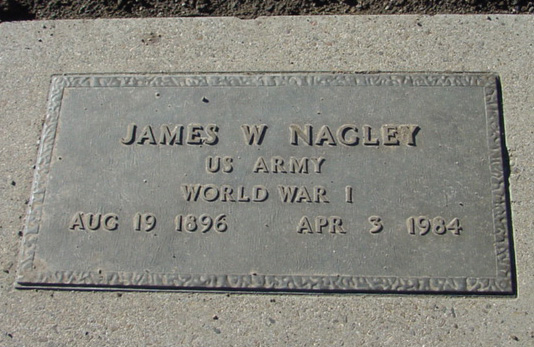 JAMES W NAGLEY
US ARMY
WORLD WAR I
AUG 19 1896 APR 3 1984